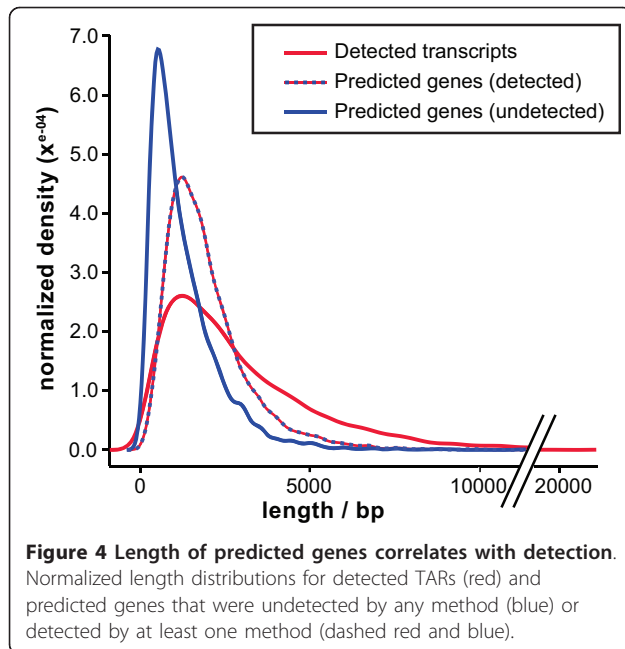 7.0
6.0
5.0
4.0
3.0
2.0
1.0
0.0
normalized density (x^e-04)
Detected transcripts
Predicted genes (detected)
Predicted genes (undetected)
0 5000 10000 20000
length / bp
Figure 4 Length of predicted genes correlates with detection.
Normalized length distributions for detected TARs (red) and
predicted genes that were undetected by any method (blue) or
detected by at least one method (dashed red and blue).